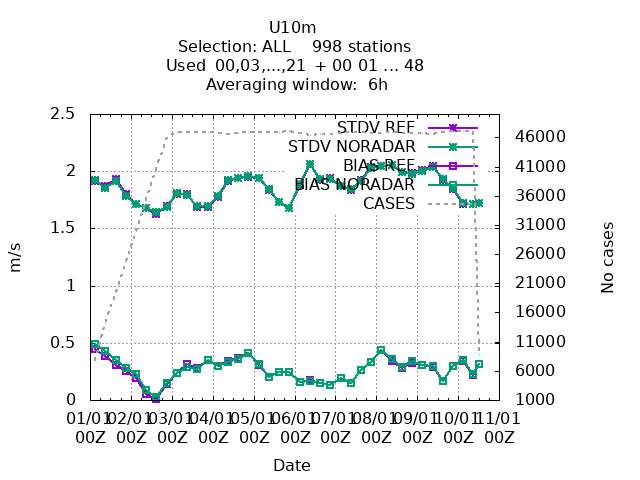 U10m
Selection: ALL 998 stations
Used 00,03,...,21 + 00 01 ... 48
Averaging window: 6h
2.5
2
1.5
1
0.5
0
m/s
STDV REF
STDV NORADAR
BIAS REF
BIAS NORADAR
CASES
46000
41000
36000
31000
26000
21000
16000
11000
6000
1000
No cases
01/01 02/01 03/01 04/01 05/01 06/01 07/01 08/01 09/01 10/01 11/01
00Z 00Z 00Z 00Z 00Z 00Z 00Z 00Z 00Z 00Z 00Z
Date